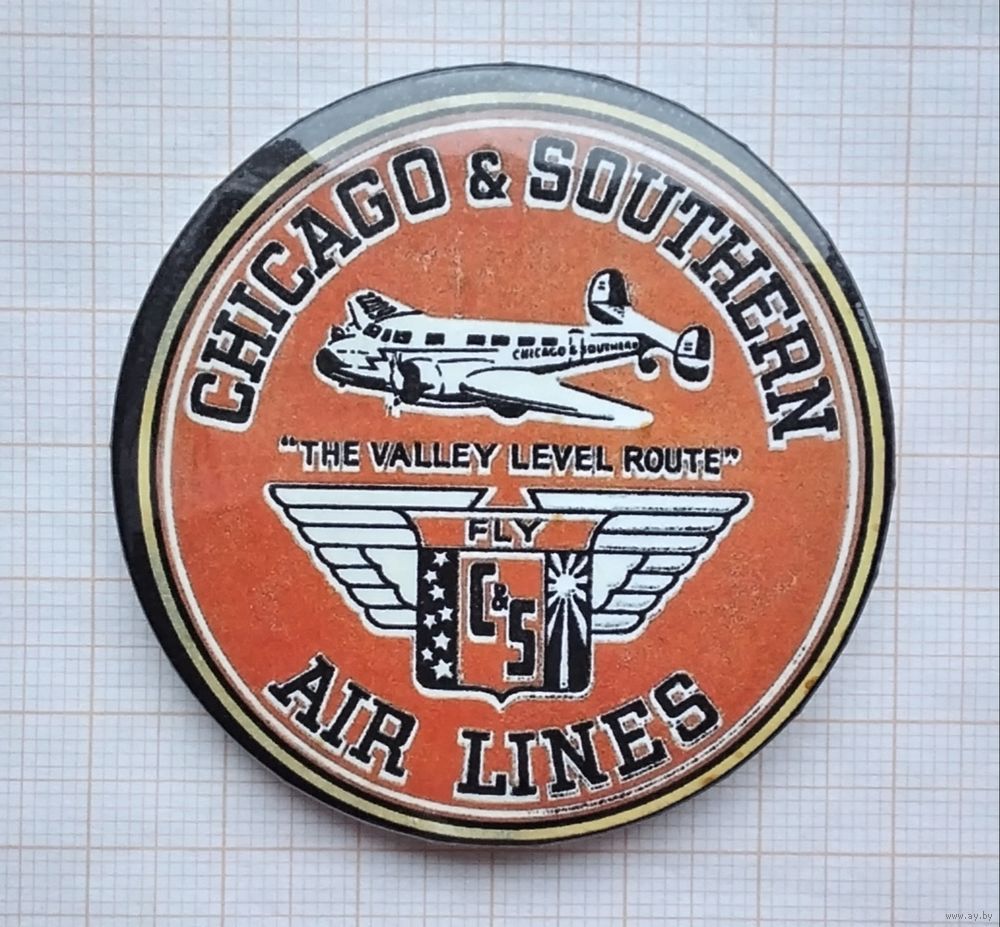 CHICAGO & SOUTHERN
CHICAGO & SOUTHERN
"THE VALLEY LEVEL ROUTE"
FLY
C&S
AIR LINES
www.ay.by